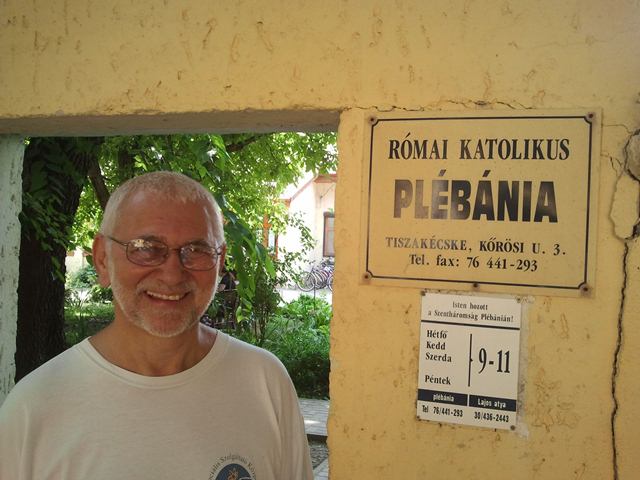 RÓMAI KATOLIKUS
PLÉBÁNIA
TISZAKÉCSKE, KŐRÖSI U. 3.
Tel. fax: 76 441-293
Isten hozott
a Szentháromság Plébánián!
Hétfő
Kedd
Szerda
9-11
Péntek
plébánia Lajos atya
Tel 76/441-293 30/436-2443
Szolgáltató